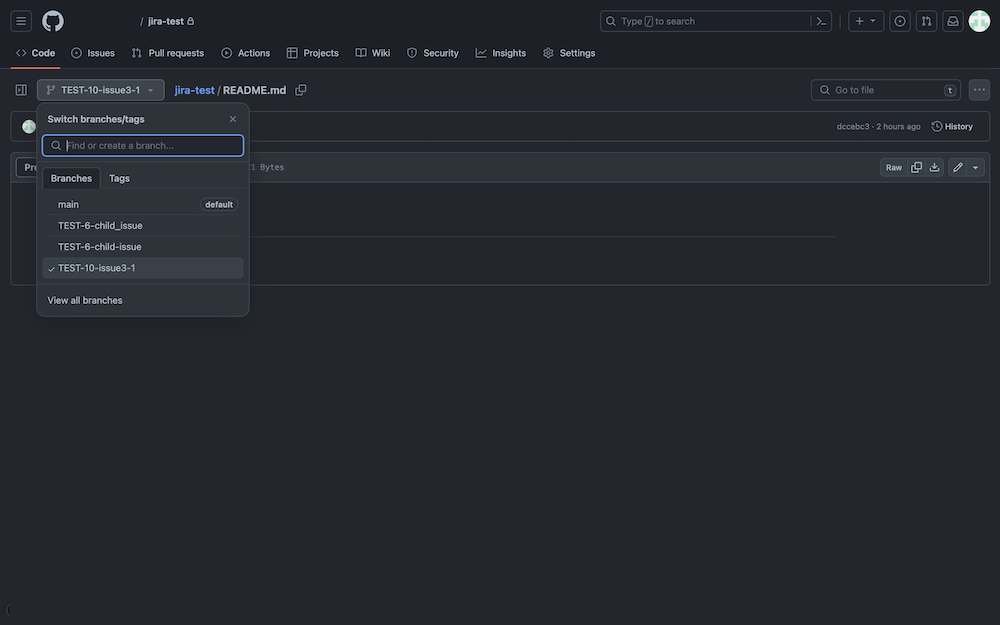 / jira-test
Type / to search
Code Issues Pull requests Actions Projects Wiki Security Insights Settings
TEST-10-issue3-1
jira-test / README.md
Go to file t
Switch branches/tags
dccebc3 · 2 hours ago History
Find or create a branch...
Bytes
Raw
Branches Tags
main default
TEST-6-child_issue
TEST-6-child-issue
TEST-10-issue3-1
View all branches